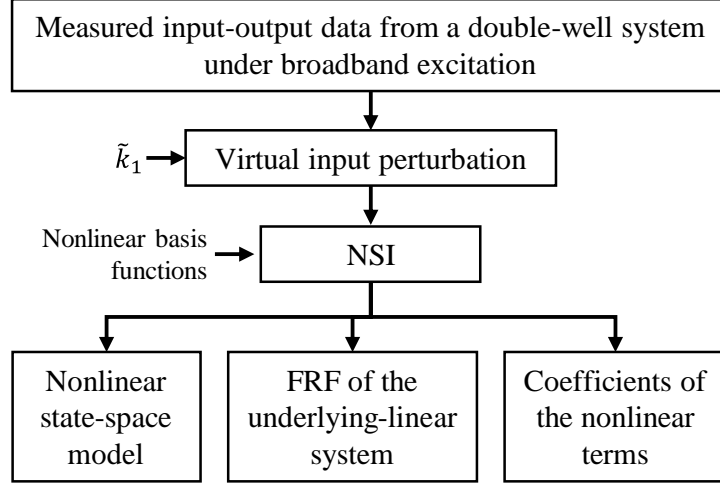 Measured input-output data from a double-well system
under broadband excitation
k̃₁
Virtual input perturbation
Nonlinear basis
functions
NSI
Nonlinear
state-space
model
FRF of the
underlying-linear
system
Coefficients of
the nonlinear
terms